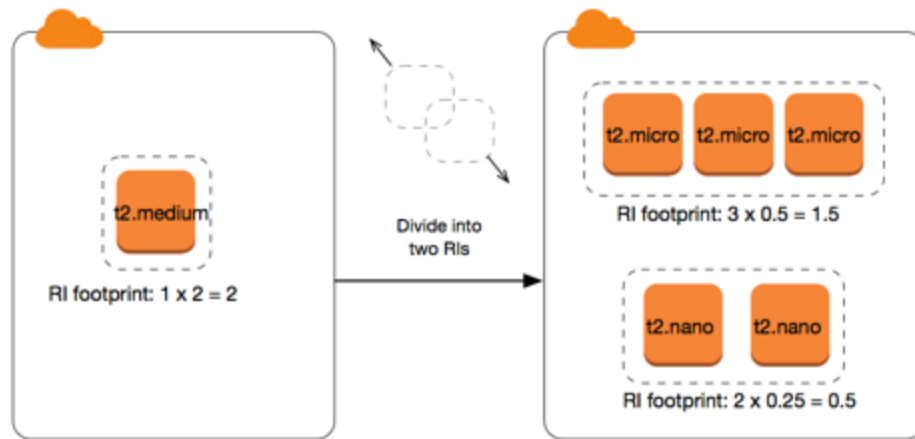 t2.medium
RI footprint: 1 x 2 = 2
Divide into
two RIs
t2.micro t2.micro t2.micro
RI footprint: 3 x 0.5 = 1.5
t2.nano t2.nano
RI footprint: 2 x 0.25 = 0.5